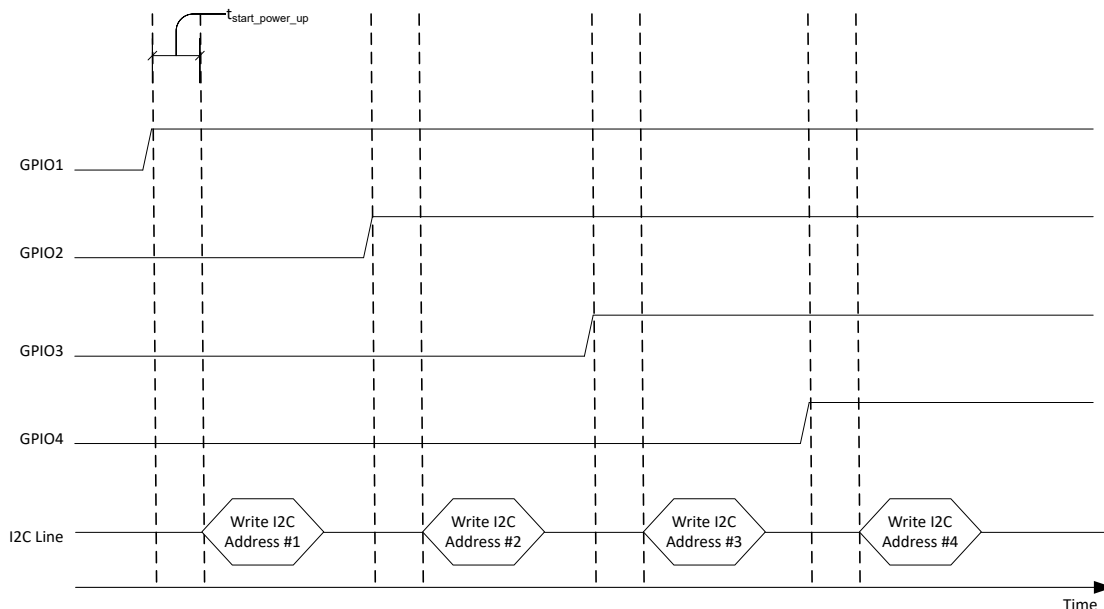 tstart_power_up
GPIO1
GPIO2
GPIO3
GPIO4
I2C Line
Write I2C
Address #1
Write I2C
Address #2
Write I2C
Address #3
Write I2C
Address #4
Time